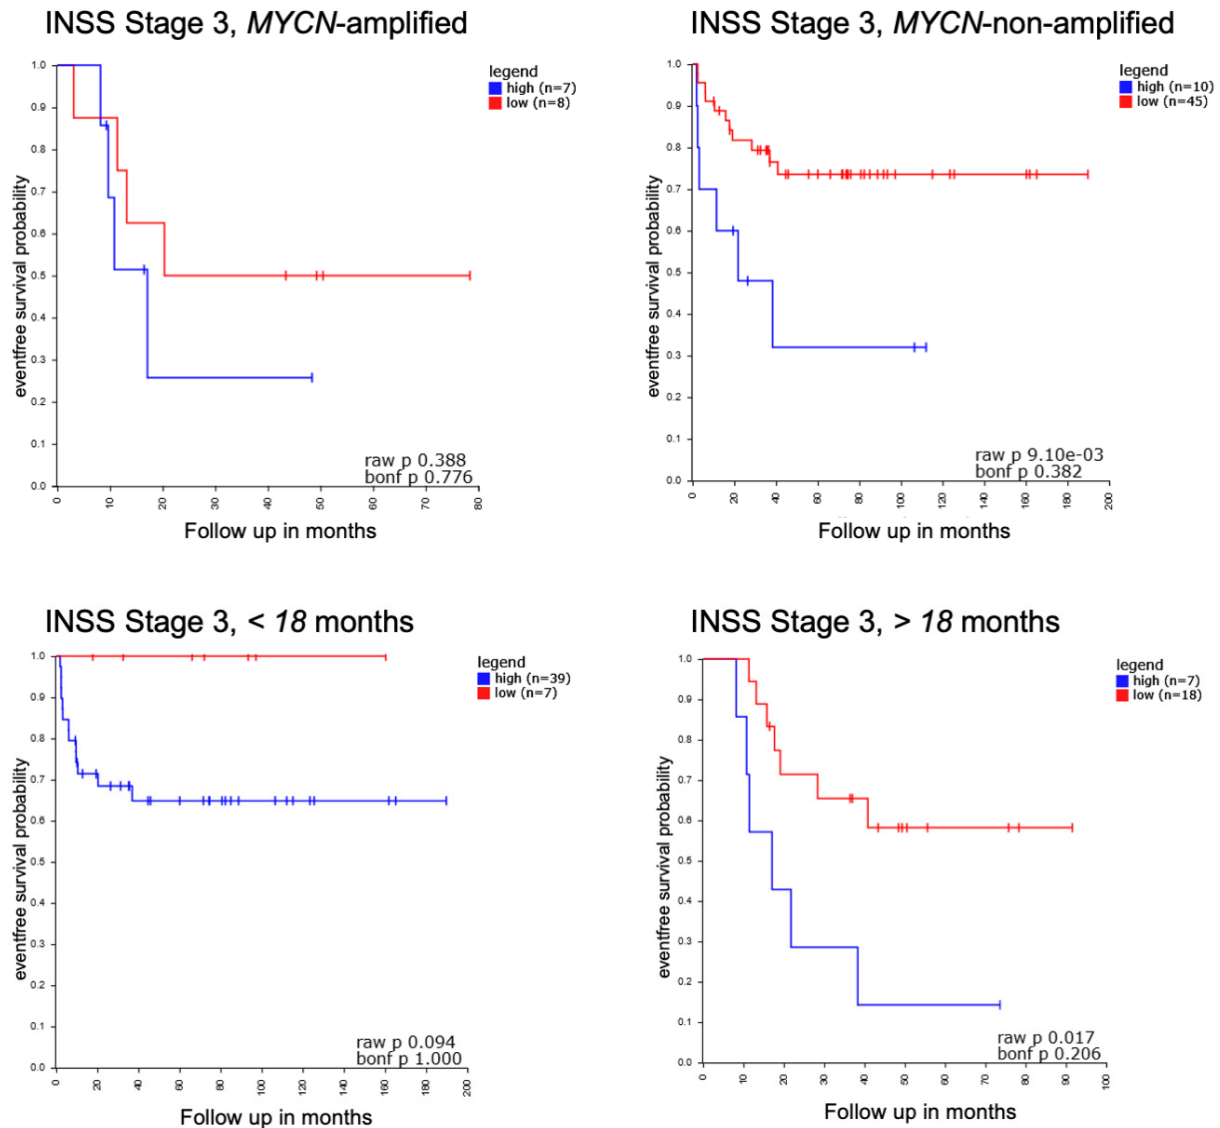 INSS Stage 3, MYCN-amplified
legend
high (n=7)
low (n=8)
eventfree survival probability
1.0
0.9
0.8
0.7
0.6
0.5
0.4
0.3
0.2
0.1
0.0
raw p 0.388
bonf p 0.776
0 10 20 30 40 50 60 70 80
Follow up in months
INSS Stage 3, MYCN-non-amplified
legend
high (n=10)
low (n=45)
eventfree survival probability
1.0
0.9
0.8
0.7
0.6
0.5
0.4
0.3
0.2
0.1
0.0
raw p 9.10e-03
bonf p 0.382
0 20 40 60 80 100 120 140 160 180 200
Follow up in months
INSS Stage 3, < 18 months
legend
high (n=39)
low (n=7)
eventfree survival probability
1.0
0.9
0.8
0.7
0.6
0.5
0.4
0.3
0.2
0.1
0.0
raw p 0.094
bonf p 1.000
0 20 40 60 80 100 120 140 160 180 200
Follow up in months
INSS Stage 3, > 18 months
legend
high (n=7)
low (n=18)
eventfree survival probability
1.0
0.9
0.8
0.7
0.6
0.5
0.4
0.3
0.2
0.1
0.0
raw p 0.017
bonf p 0.206
0 10 20 30 40 50 60 70 80 90 100
Follow up in months